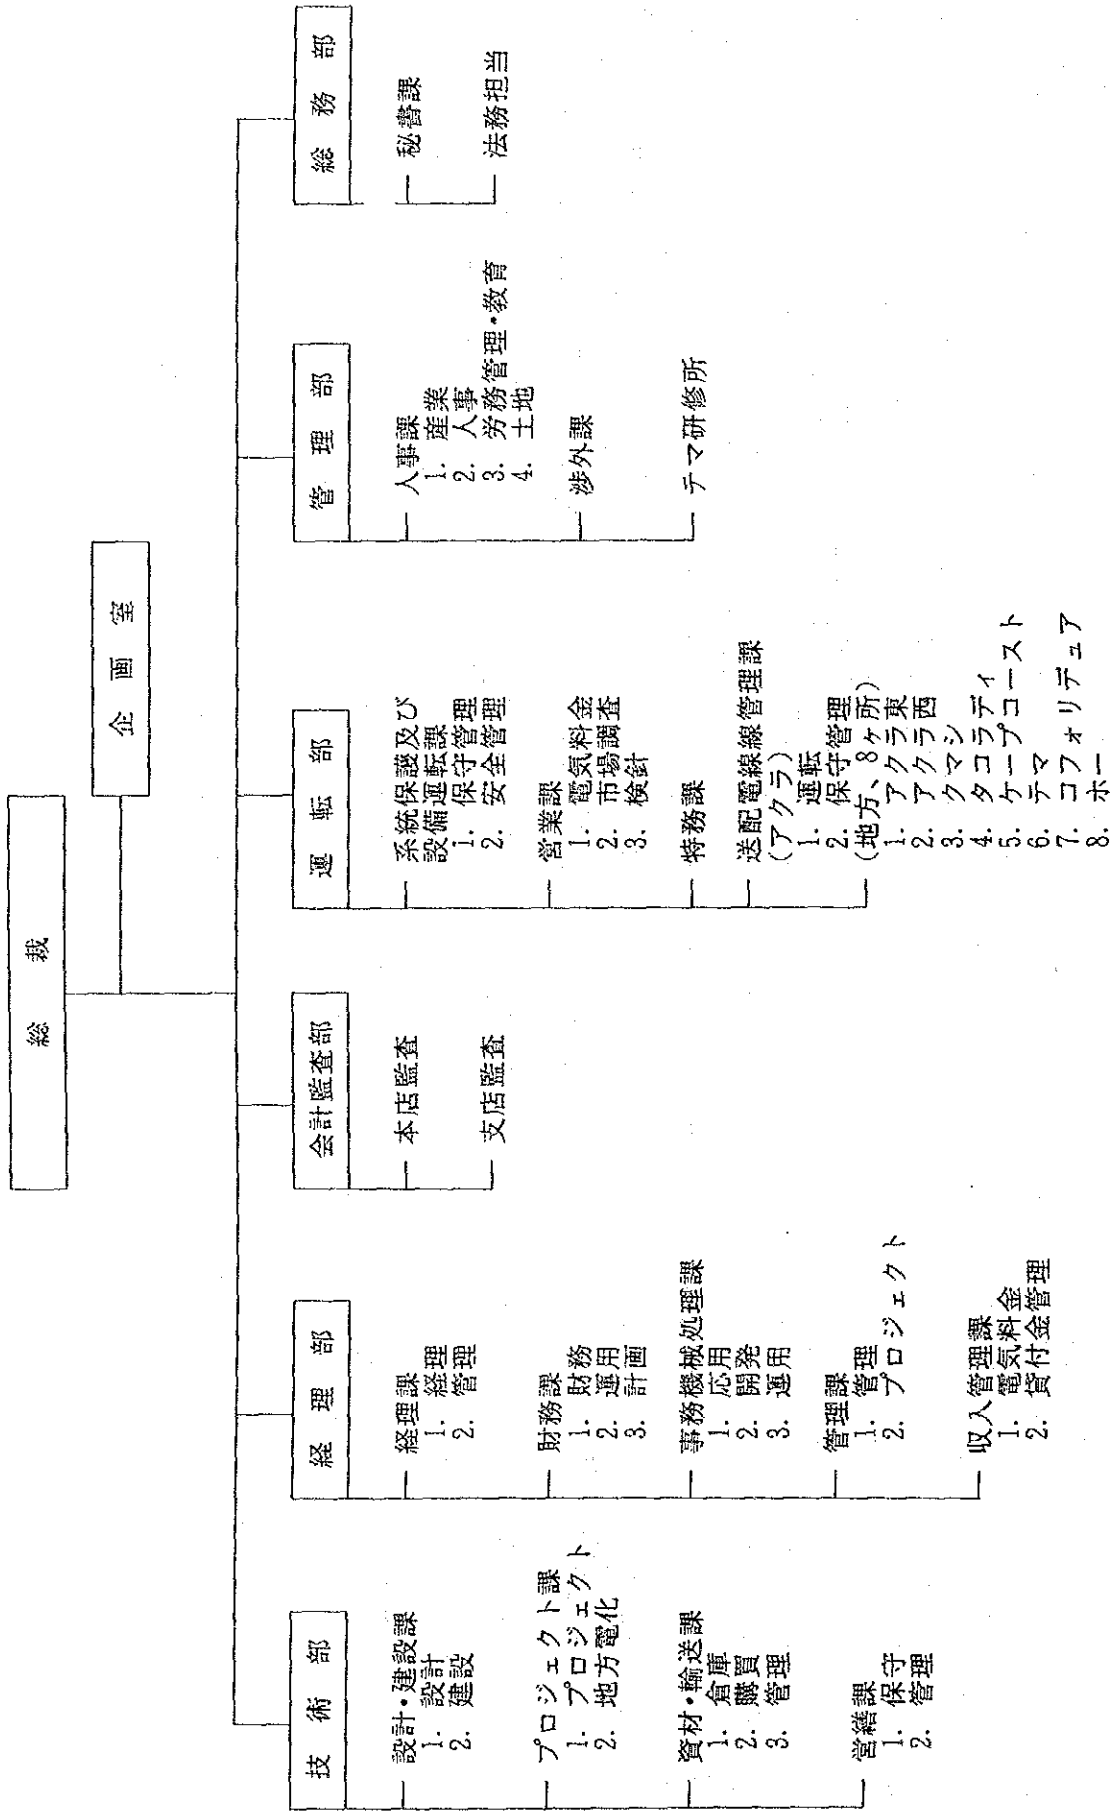 総裁
企画室
技術部
設計・建設課
1. 設計
2. 建設
プロジェクト課
1. プロジェクト
2. 地方電化
資材・輸送課
1. 倉庫
2. 購買
3. 管理
営繕課
1. 保守
2. 管理
経理部
経理課
1. 経理
2. 管理
財務課
1. 財務
2. 運用
3. 計画
事務機械処理課
1. 応用
2. 開発
3. 運用
管理課
1. 管理
2. プロジェクト
収入管理課
1. 電気料金
2. 貸付金管理
会計監査部
本店監査
支店監査
運転部
系統保護及び
設備運転課
1. 保守管理
2. 安全管理
営業課
1. 電気料金
2. 市場調査
3. 検針
特務課
送配電線線管理課
(アクラ)
1. 運転
2. 保守管理
(地方、8ヶ所)
1. アクラ東
2. アクラ西
3. クマシ
4. タコラディ
5. ケープコースト
6. テマ
7. コフォリデュア
8. ホー
管理部
人事課
1. 産業
2. 人事
3. 労務管理・教育
4. 土地
渉外課
テマ研修所
総務部
秘書課
法務担当